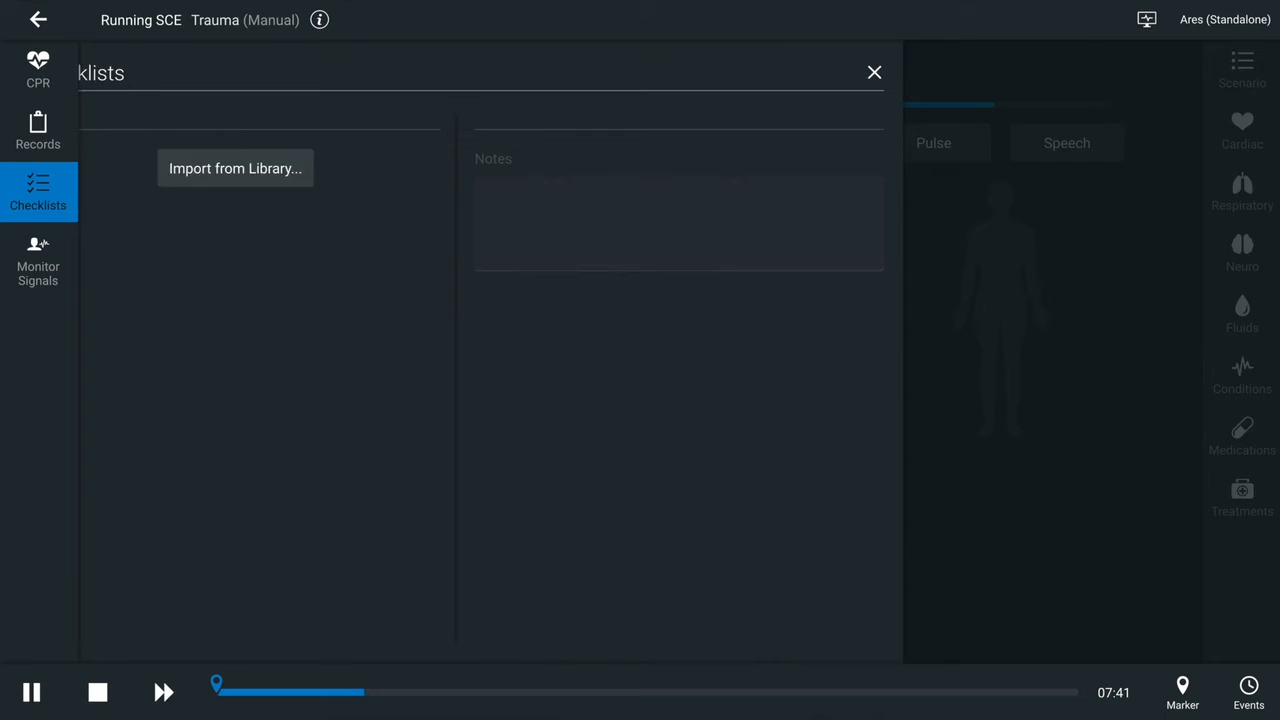 Running SCE Trauma (Manual)
Ares (Standalone)
CPR
Records
Checklists
Monitor
Signals
klists
Import from Library...
Notes
Pulse
Speech
Scenario
Cardiac
Respiratory
Neuro
Fluids
Conditions
Medications
Treatments
07:41
Marker
Events